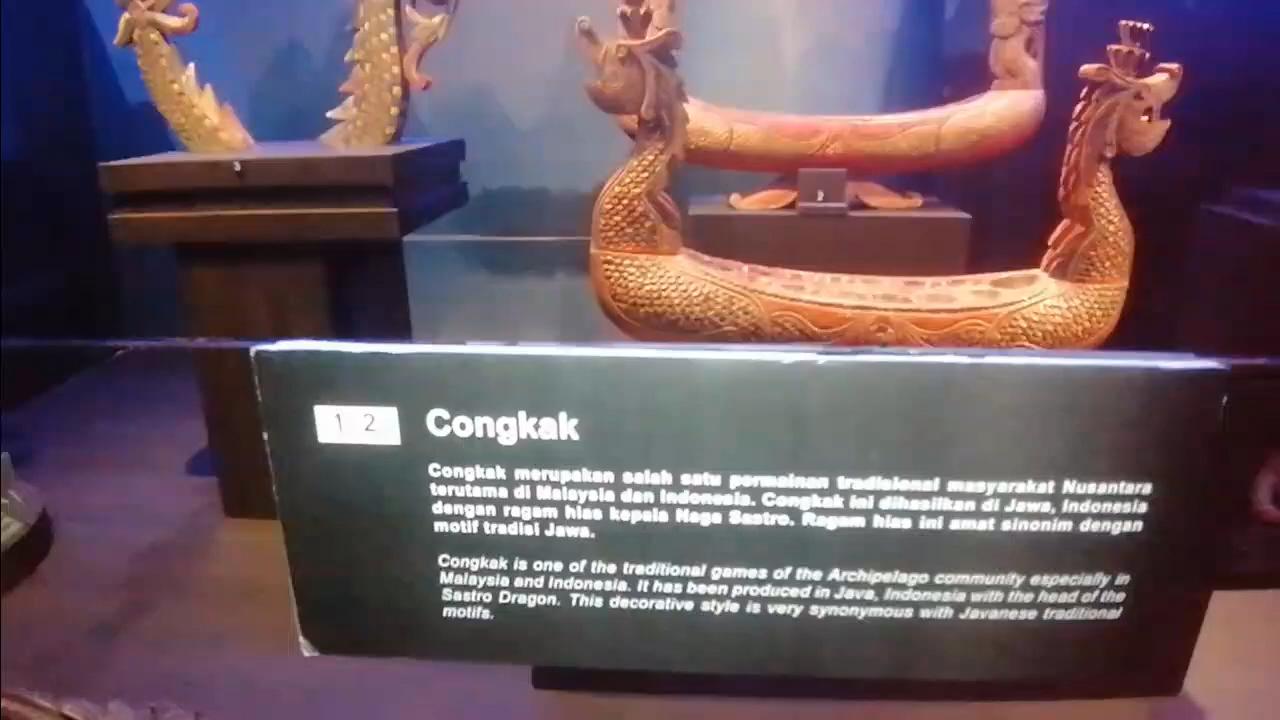 3
2
1 2
Congkak
Congkak merupakan salah satu permainan tradisional masyarakat Nusantara
terutama di Malaysia dan Indonesia. Congkak ini dihasilkan di Jawa, Indonesia
dengan ragam hias kepala Naga Sastro. Ragam hias ini amat sinonim dengan
motif tradisi Jawa.
Congkak is one of the traditional games of the Archipelago community especially in
Malaysia and Indonesia. It has been produced in Java, Indonesia with the head of the
Sastro Dragon. This decorative style is very synonymous with Javanese traditional
motifs.